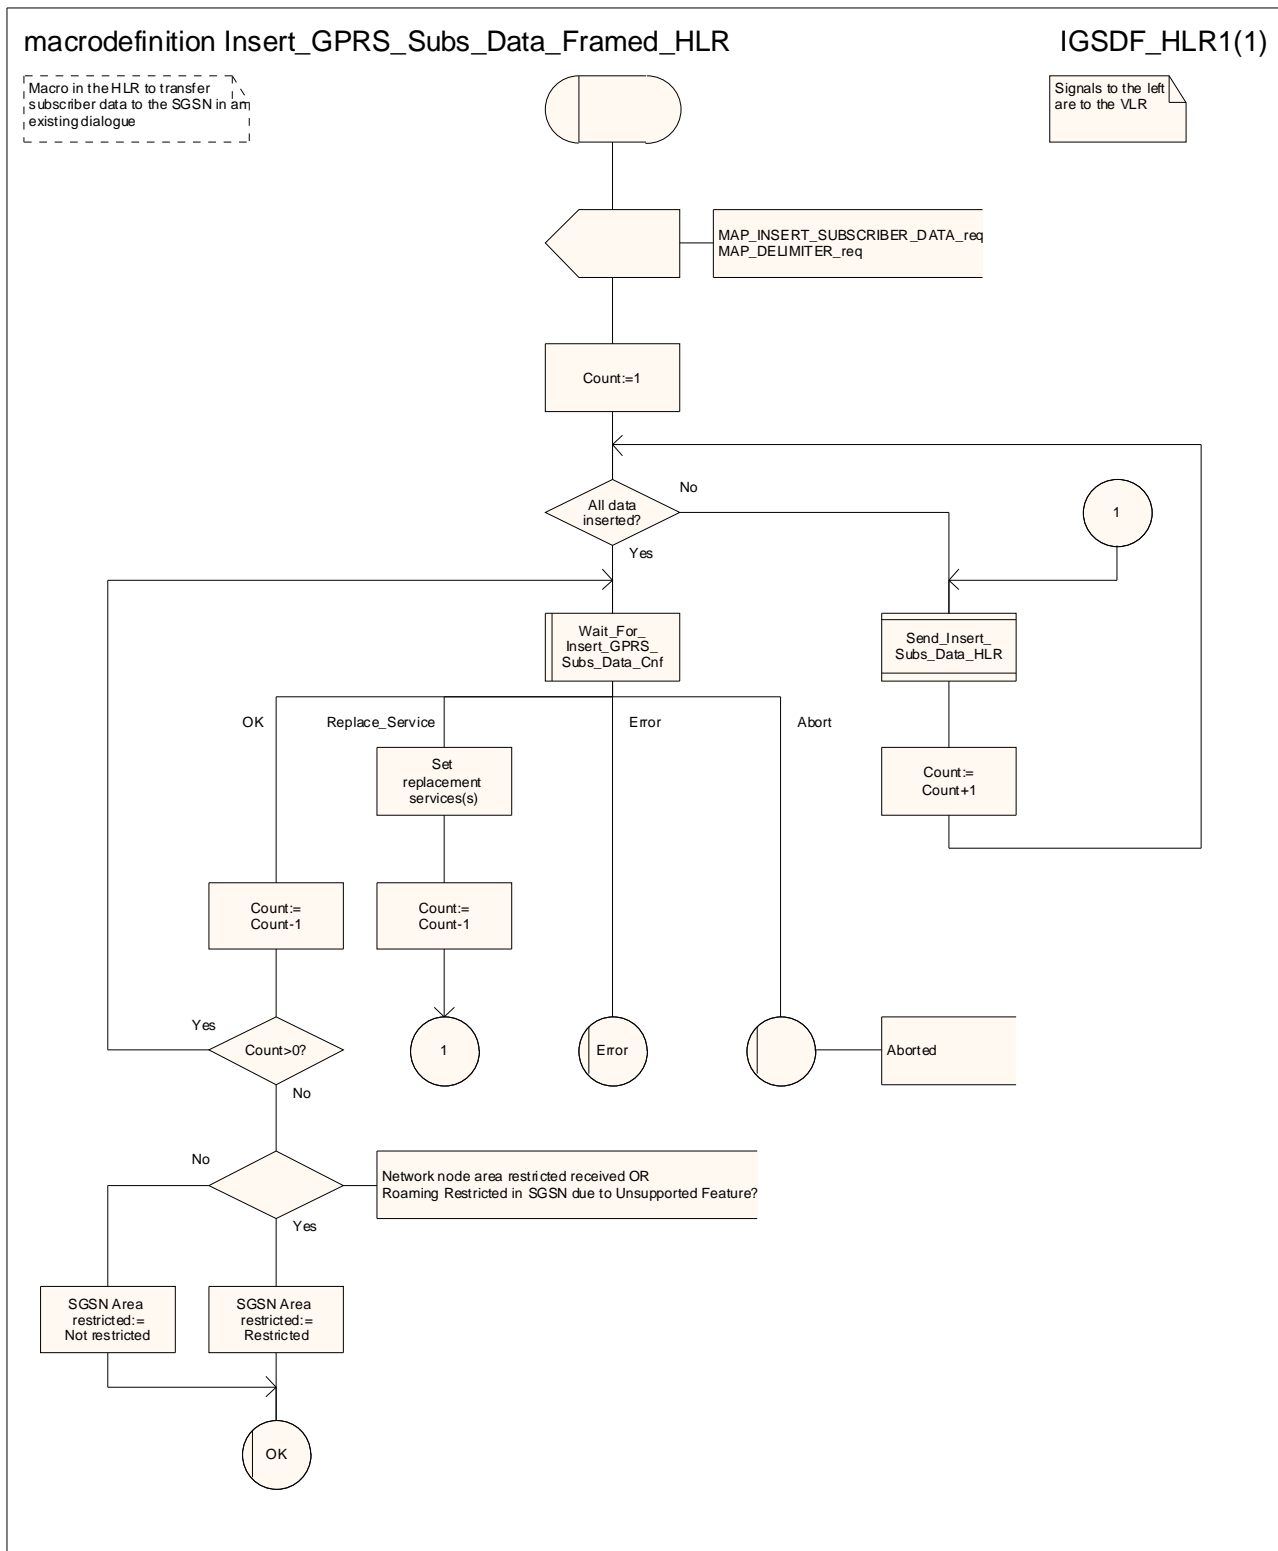 macrodefinition Insert_GPRS_Subs_Data_Framed_HLR
IGSDF_HLR1(1)
Macro in the HLR to transfer
subscriber data to the SGSN in an
existing dialogue
Signals to the left
are to the VLR
MAP_INSERT_SUBSCRIBER_DATA_req
MAP_DELIMITER_req
Count:=1
All data
inserted?
No
Yes
1
Wait_For_
Insert_GPRS_
Subs_Data_Cnf
Send_Insert_
Subs_Data_HLR
OK
Replace_Service
Error
Abort
Set
replacement
services(s)
Count:=
Count+1
Count:=
Count-1
Count:=
Count-1
Yes
Count>0?
No
1
Error
Aborted
No
Network node area restricted received OR
Roaming Restricted in SGSN due to Unsupported Feature?
Yes
SGSN Area
restricted:=
Not restricted
SGSN Area
restricted:=
Restricted
OK